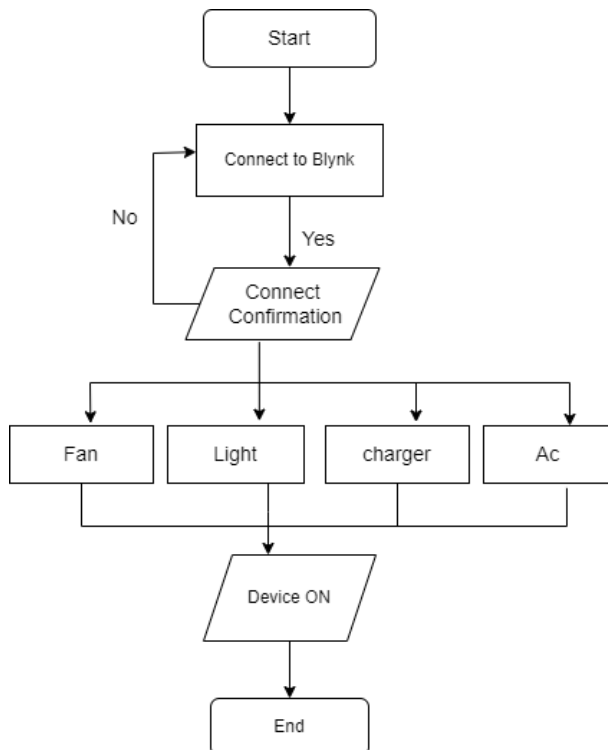 Start
Connect to Blynk
No
Yes
Connect
Confirmation
Fan
Light
charger
Ac
Device ON
End